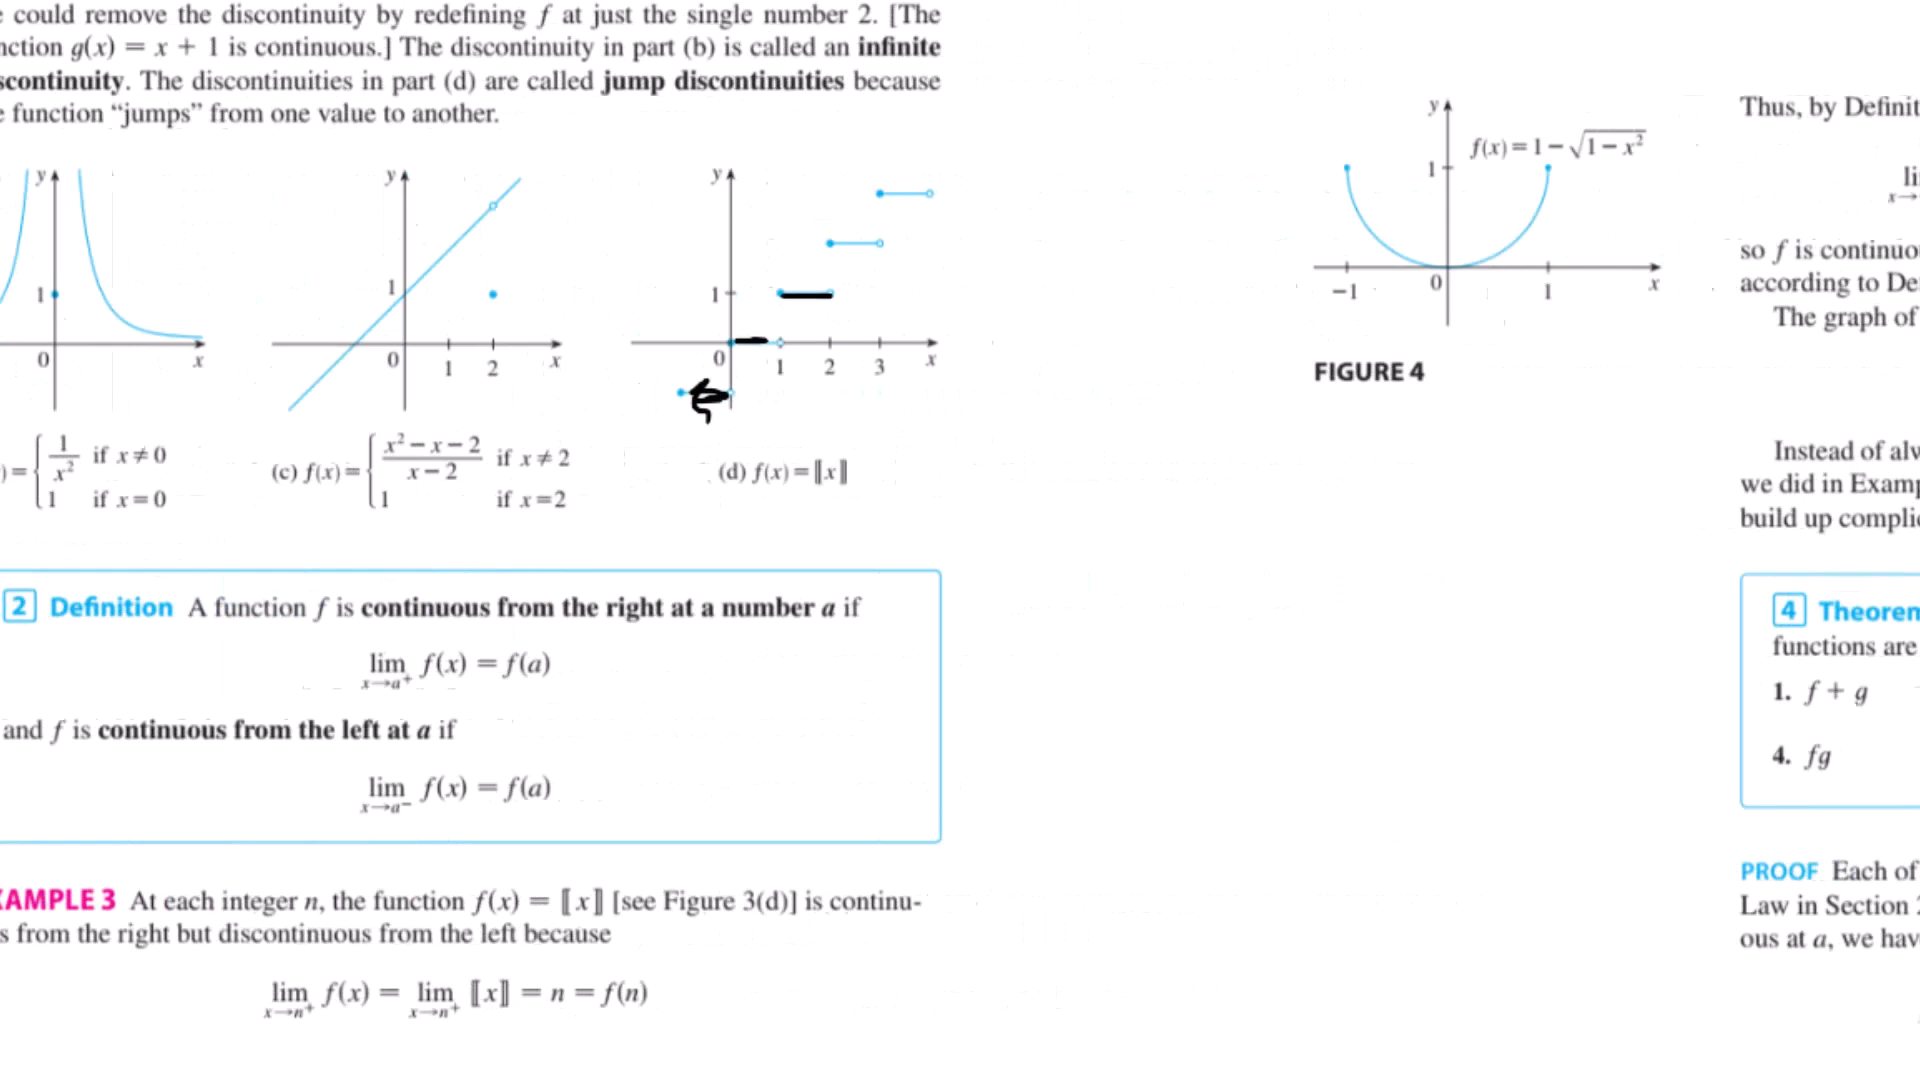 could remove the discontinuity by redefining f at just the single number 2. [The
g(x) = x + 1 is continuous.] The discontinuity in part (b) is called an infinite
. The discontinuities in part (d) are called jump discontinuities because
function “jumps” from one value to another.
y
1
0
x
y
1
0
1
2
x
y
1
0
1
2
3
x
= { 1/x² if x ≠ 0
1 if x = 0
(c) f(x) = { (x² − x − 2)/(x − 2) if x ≠ 2
1 if x = 2
(d) f(x) = ⟦x⟧
2 Definition A function f is continuous from the right at a number a if
lim x→a⁺ f(x) = f(a)
and f is continuous from the left at a if
lim x→a⁻ f(x) = f(a)
AMPLE 3 At each integer n, the function f(x) = ⟦x⟧ [see Figure 3(d)] is continu-
s from the right but discontinuous from the left because
lim x→n⁺ f(x) = lim x→n⁺ ⟦x⟧ = n = f(n)
y
f(x) = 1 − √(1 − x²)
1
−1
0
1
x
FIGURE 4
Thus, by Definit
li
x→
so f is continuo
according to De
The graph of
Instead of alw
we did in Examp
build up complic
4 Theorem
functions are
1. f + g
4. fg
PROOF Each of
Law in Section
ous at a, we hav